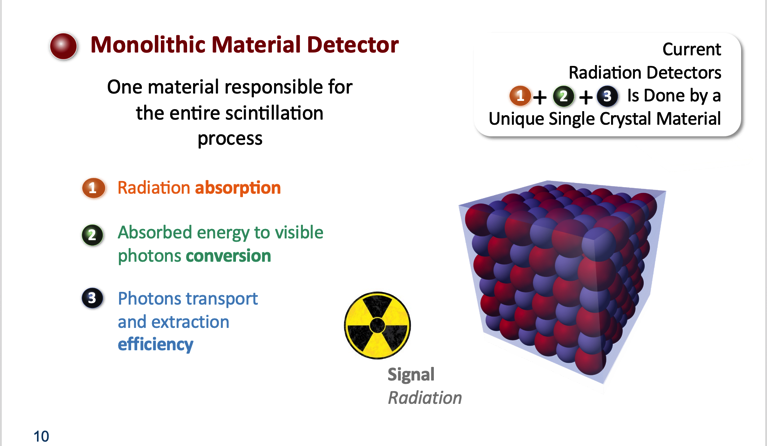 Monolithic Material Detector
One material responsible for
the entire scintillation
process
1 Radiation absorption
2 Absorbed energy to visible
photons conversion
3 Photons transport
and extraction
efficiency
Current
Radiation Detectors
1 + 2 + 3 Is Done by a
Unique Single Crystal Material
Signal
Radiation
10